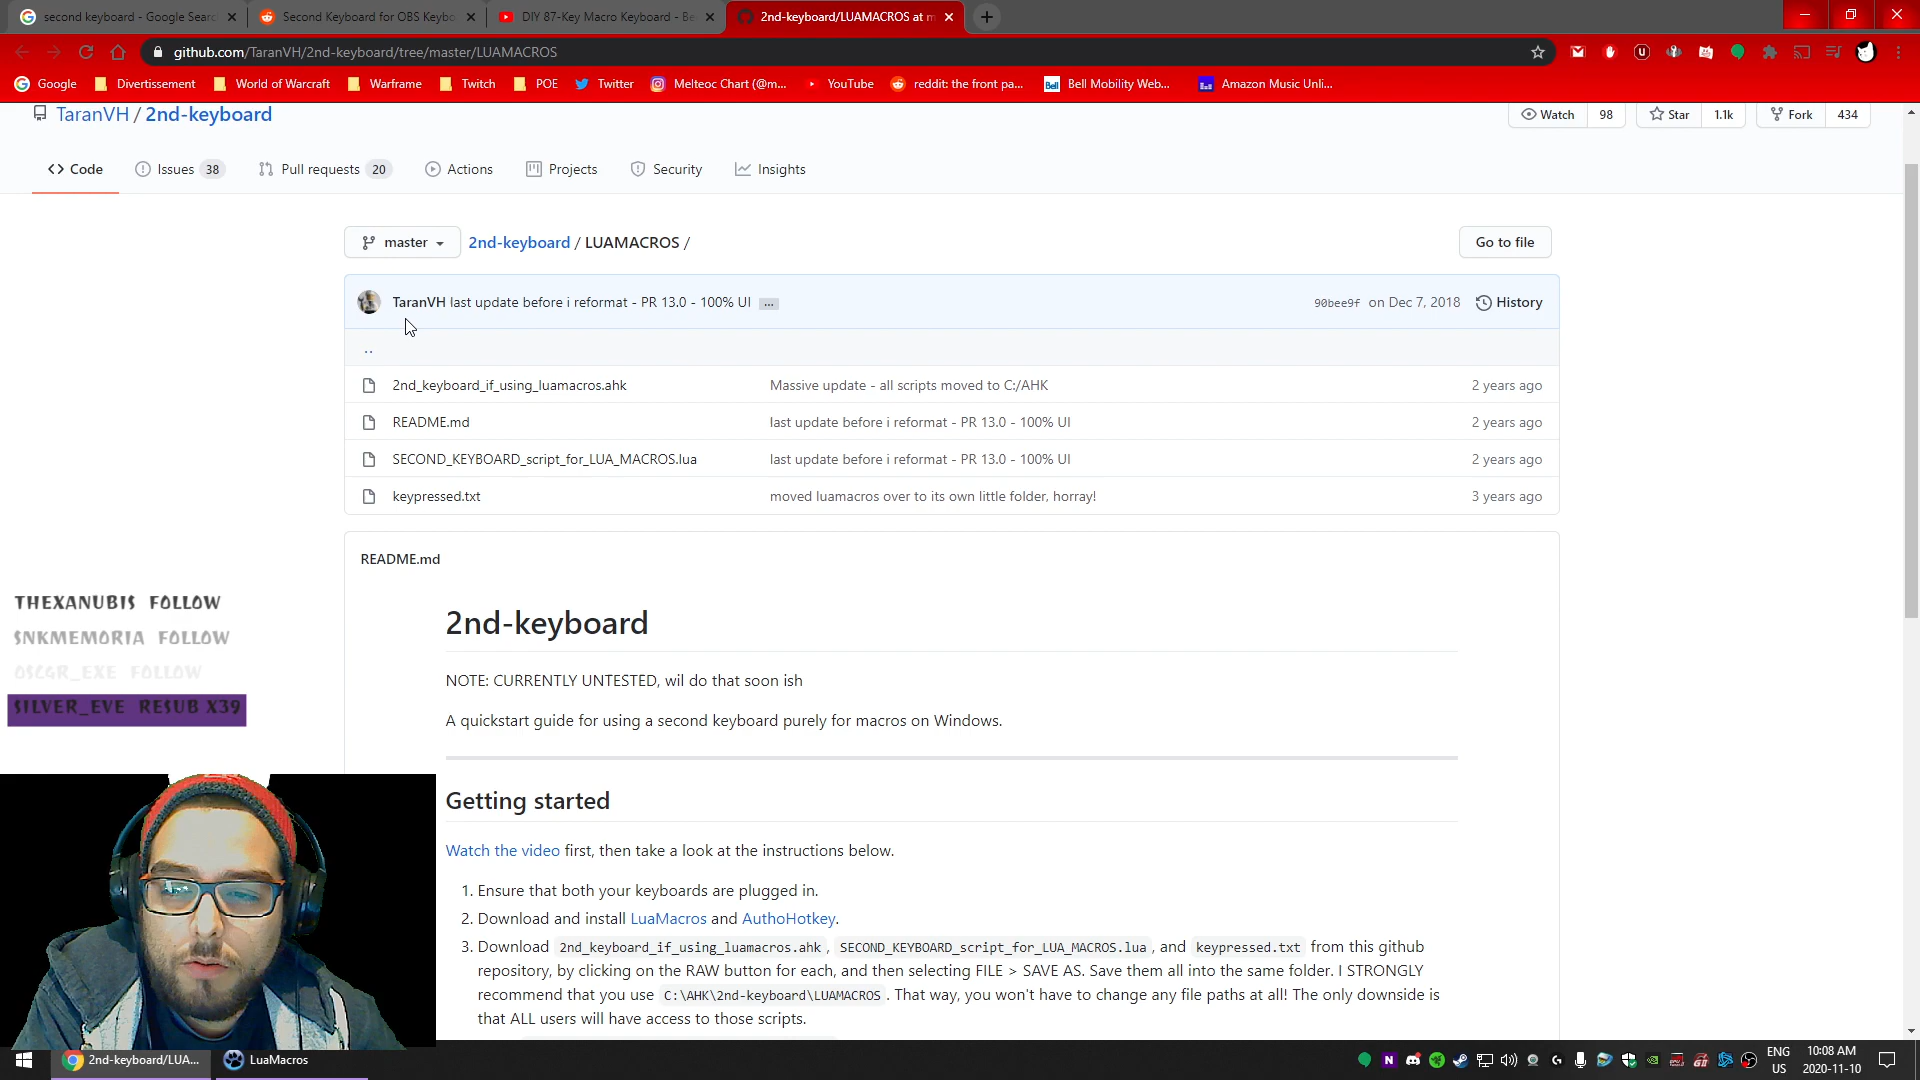 second keyboard - Google Searc
Second Keyboard for OBS Keybo
DIY 87-Key Macro Keyboard - Be
2nd-keyboard/LUAMACROS at m
github.com/TaranVH/2nd-keyboard/tree/master/LUAMACROS
Google
Divertissement
World of Warcraft
Warframe
Twitch
POE
Twitter
Melteoc Chart (@m...
YouTube
reddit: the front pa...
Bell Mobility Web...
Amazon Music Unli...
TaranVH / 2nd-keyboard
Watch 98
Star 1.1k
Fork 434
Code
Issues 38
Pull requests 20
Actions
Projects
Security
Insights
master
2nd-keyboard / LUAMACROS /
Go to file
TaranVH last update before i reformat - PR 13.0 - 100% UI ...
90bee9f on Dec 7, 2018 History
..
2nd_keyboard_if_using_luamacros.ahk Massive update - all scripts moved to C:/AHK 2 years ago
README.md last update before i reformat - PR 13.0 - 100% UI 2 years ago
SECOND_KEYBOARD_script_for_LUA_MACROS.lua last update before i reformat - PR 13.0 - 100% UI 2 years ago
keypressed.txt moved luamacros over to its own little folder, horray! 3 years ago
README.md
2nd-keyboard
NOTE: CURRENTLY UNTESTED, wil do that soon ish
A quickstart guide for using a second keyboard purely for macros on Windows.
Getting started
Watch the video first, then take a look at the instructions below.
1. Ensure that both your keyboards are plugged in.
2. Download and install LuaMacros and AuthoHotkey.
3. Download 2nd_keyboard_if_using_luamacros.ahk , SECOND_KEYBOARD_script_for_LUA_MACROS.lua , and keypressed.txt from this github
repository, by clicking on the RAW button for each, and then selecting FILE > SAVE AS. Save them all into the same folder. I STRONGLY
recommend that you use C:\AHK\2nd-keyboard\LUAMACROS . That way, you won't have to change any file paths at all! The only downside is
that ALL users will have access to those scripts.
THEXANUBIS FOLLOW
SNKMEMORIA FOLLOW
OSCGR_EXE FOLLOW
SILVER_EVE RESUB X39
2nd-keyboard/LUA...
LuaMacros
ENG
US
10:08 AM
2020-11-10